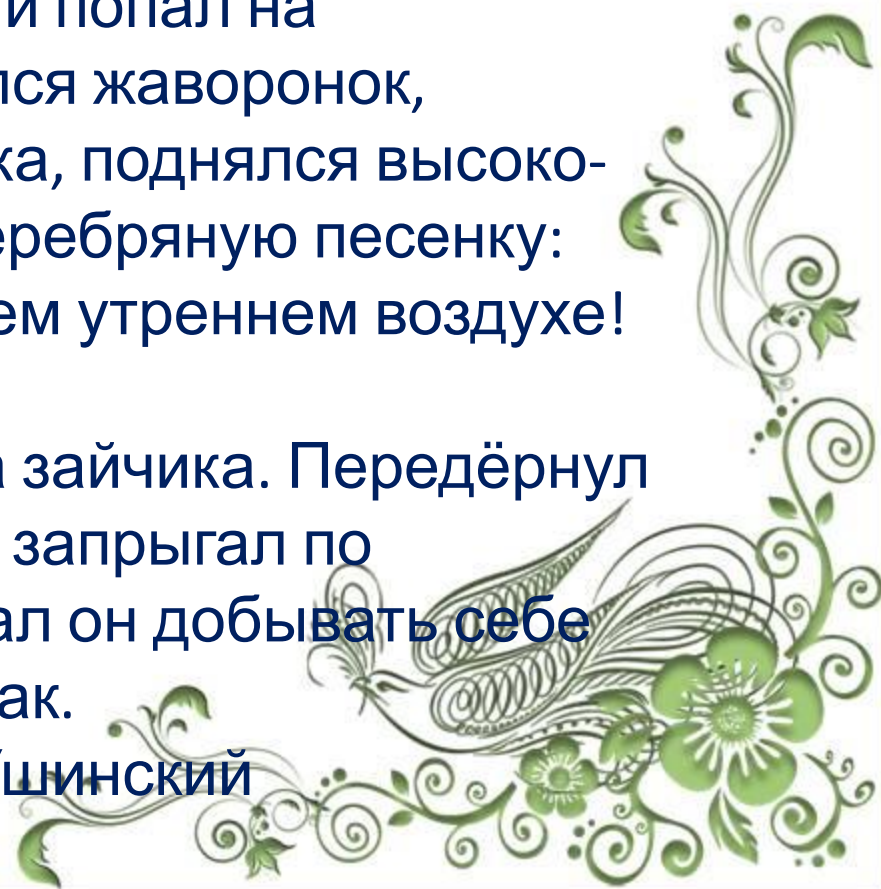 и попал на
лся жаворонок,
ка, поднялся высоко-
еребряную песенку:
ем утреннем воздухе!
а зайчика. Передёрнул
запрыгал по
ал он добывать себе
ак.
Ушинский